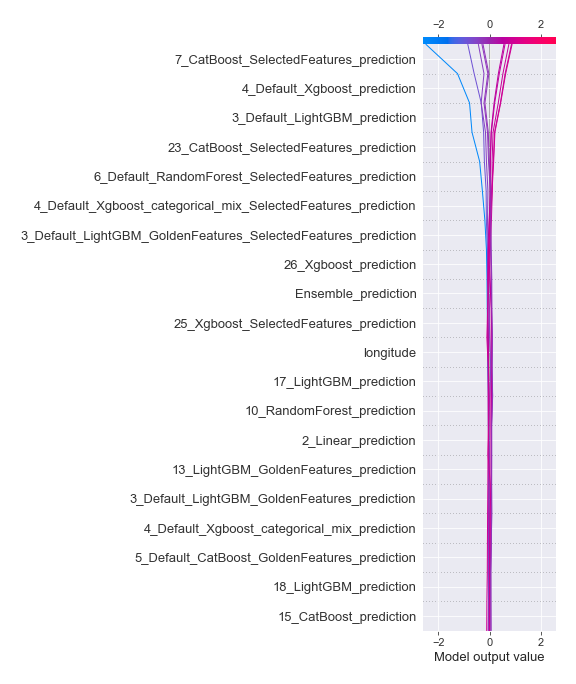 −2 0 2
7_CatBoost_SelectedFeatures_prediction
4_Default_Xgboost_prediction
3_Default_LightGBM_prediction
23_CatBoost_SelectedFeatures_prediction
6_Default_RandomForest_SelectedFeatures_prediction
4_Default_Xgboost_categorical_mix_SelectedFeatures_prediction
3_Default_LightGBM_GoldenFeatures_SelectedFeatures_prediction
26_Xgboost_prediction
Ensemble_prediction
25_Xgboost_SelectedFeatures_prediction
longitude
17_LightGBM_prediction
10_RandomForest_prediction
2_Linear_prediction
13_LightGBM_GoldenFeatures_prediction
3_Default_LightGBM_GoldenFeatures_prediction
4_Default_Xgboost_categorical_mix_prediction
5_Default_CatBoost_GoldenFeatures_prediction
18_LightGBM_prediction
15_CatBoost_prediction
−2 0 2
Model output value